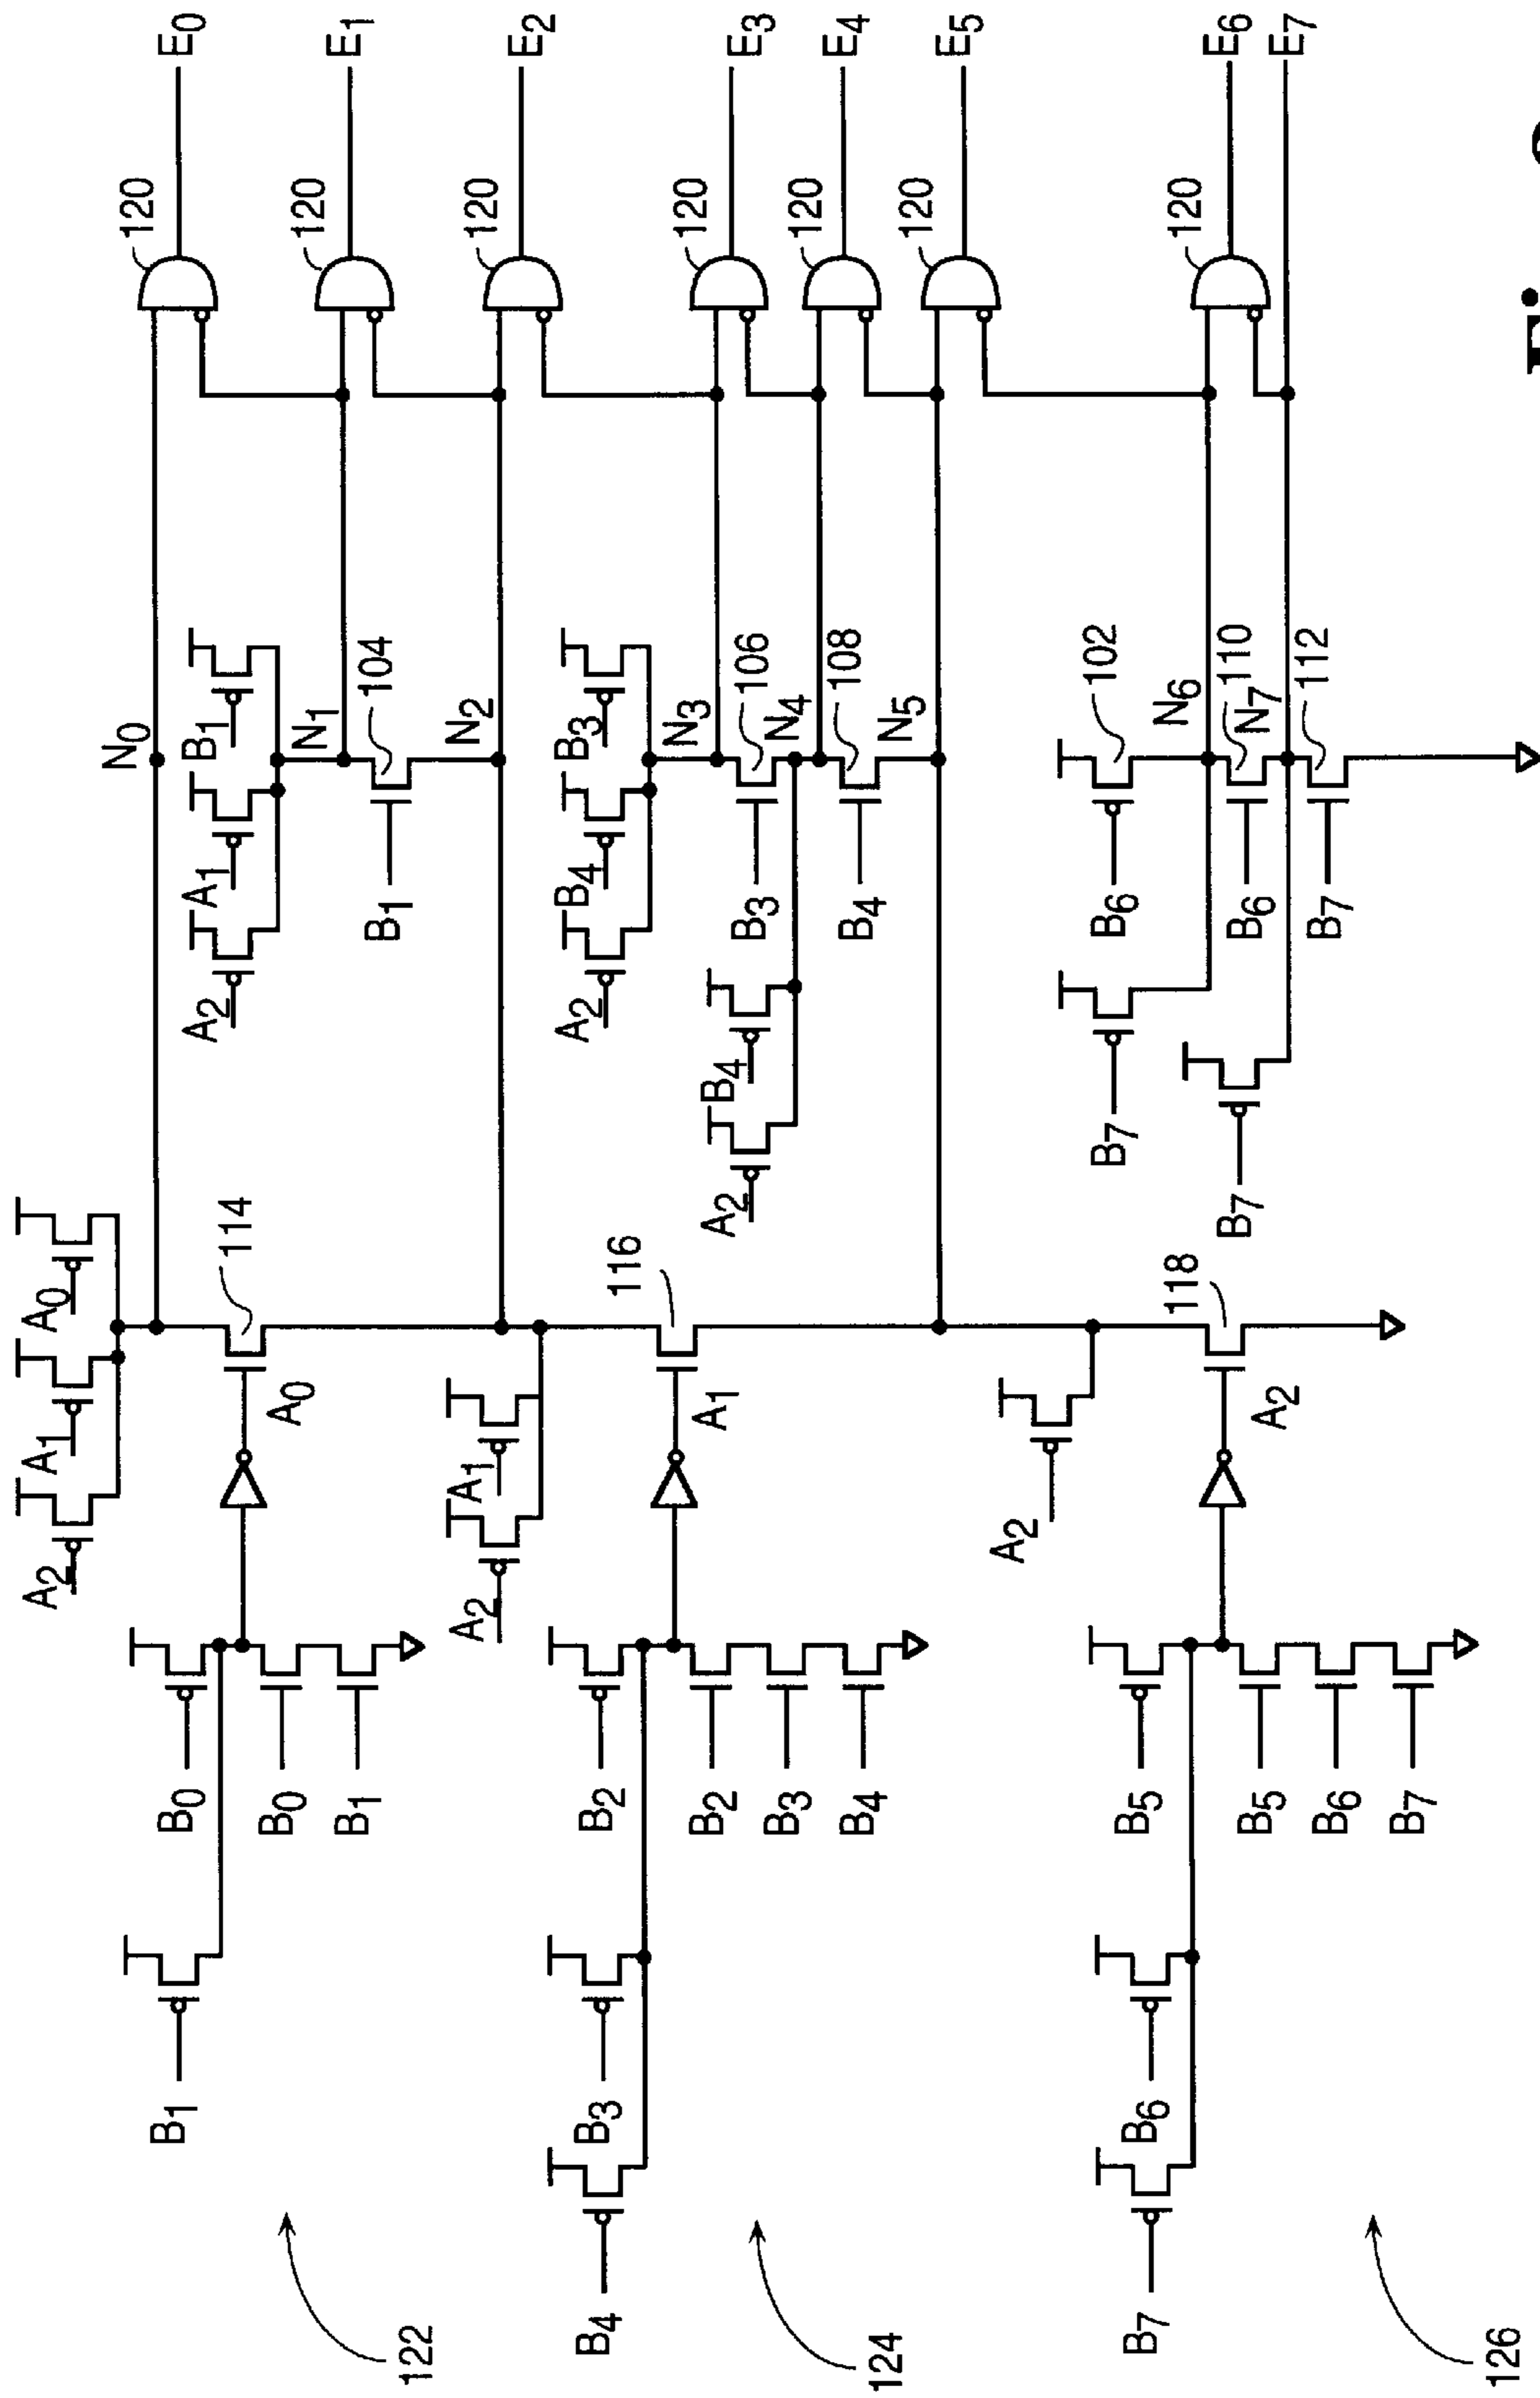 A2 A1 A0
N0 120
B1 B0 A2 A1 B1 E0
114
B0 A0
N1 120
B1 E1
122 B1 104
A2 A1 N2 120
E2
B4 B3 B2 A2 B4 B3
116
B2 A1 N3 120
A2 B4 B3 106 E3
B3 N4 120
B4 B4 108 E4
124 N5 120
E5
A2
B7 B6 B5 B7 B6 102
118 N6 120
B7 B6 110 E6
B5 A2 N7
B6 B7 112 E7
B7
126